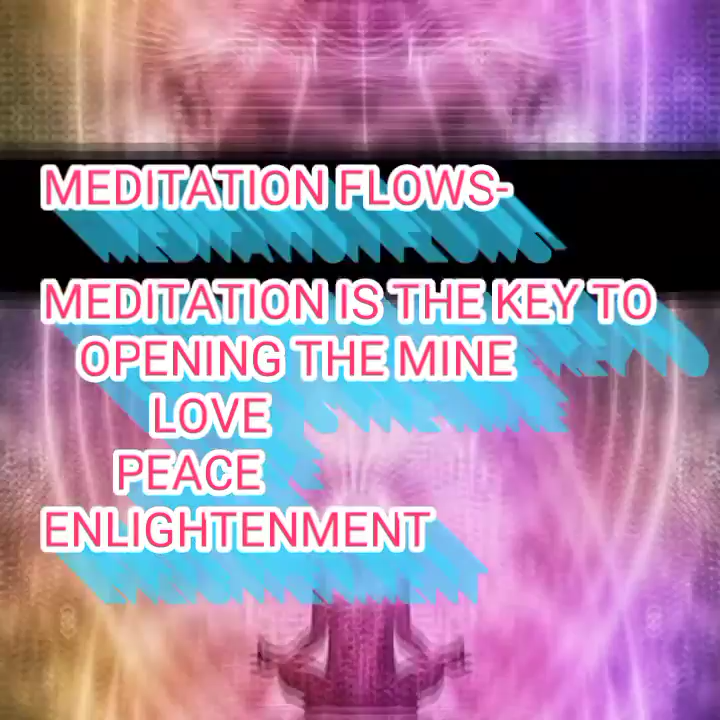 MEDITATION FLOWS-
MEDITATION IS THE KEY TO
OPENING THE MINE
LOVE
PEACE
ENLIGHTENMENT